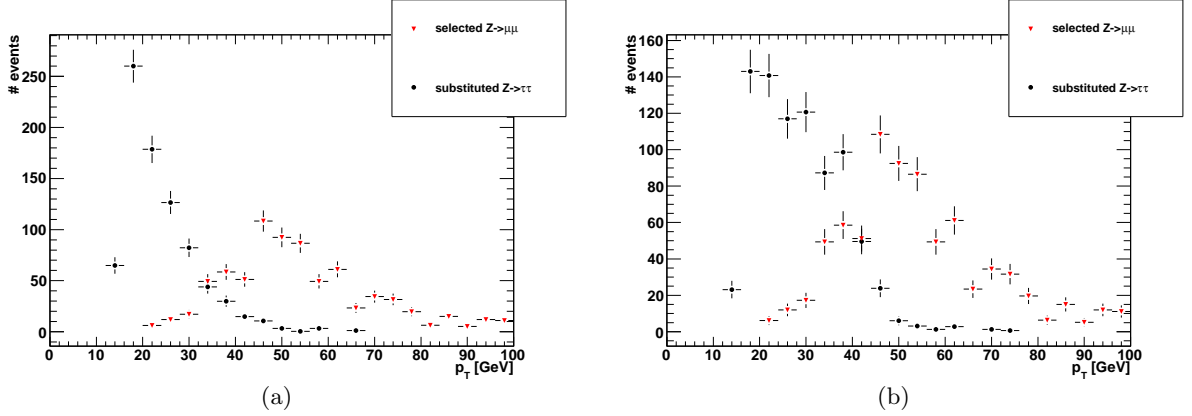 selected Z->μμ
substituted Z->ττ
# events
250
200
150
100
50
0
0 10 20 30 40 50 60 70 80 90 100
p_T [GeV]
(a)
selected Z->μμ
substituted Z->ττ
# events
160
140
120
100
80
60
40
20
0
0 10 20 30 40 50 60 70 80 90 100
p_T [GeV]
(b)